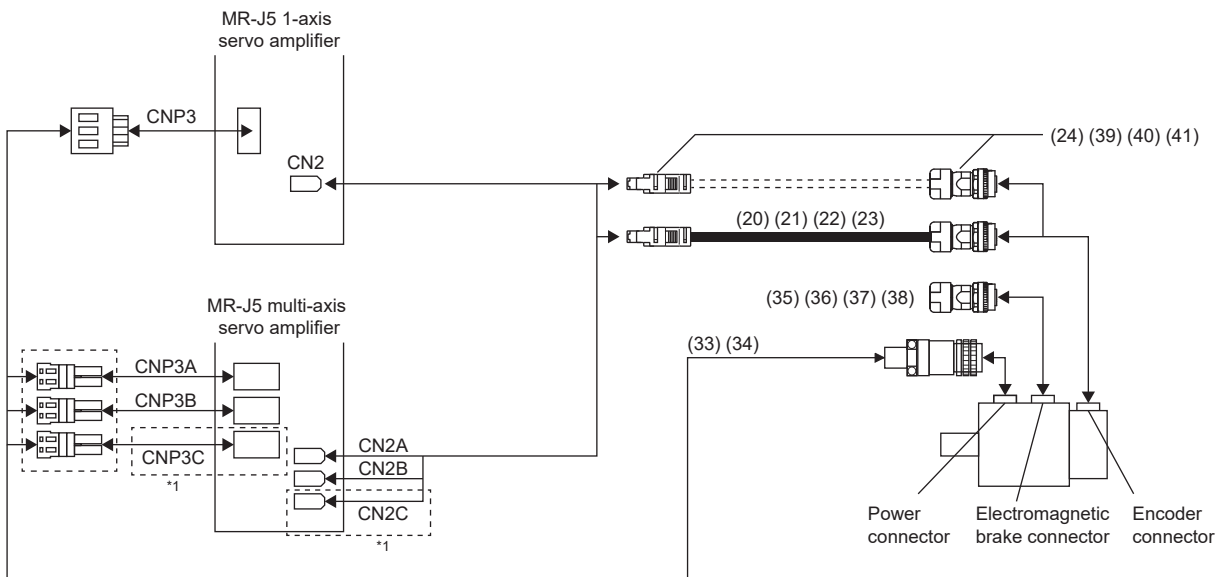 MR-J5 1-axis
servo amplifier
CNP3
CN2
(24) (39) (40) (41)
(20) (21) (22) (23)
(35) (36) (37) (38)
(33) (34)
MR-J5 multi-axis
servo amplifier
CNP3A
CNP3B
CNP3C
*1
CN2A
CN2B
CN2C
*1
Power
connector
Electromagnetic
brake connector
Encoder
connector